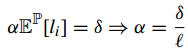 α𝔼^ℙ[l_i] = δ ⇒ α = δ/ℓ